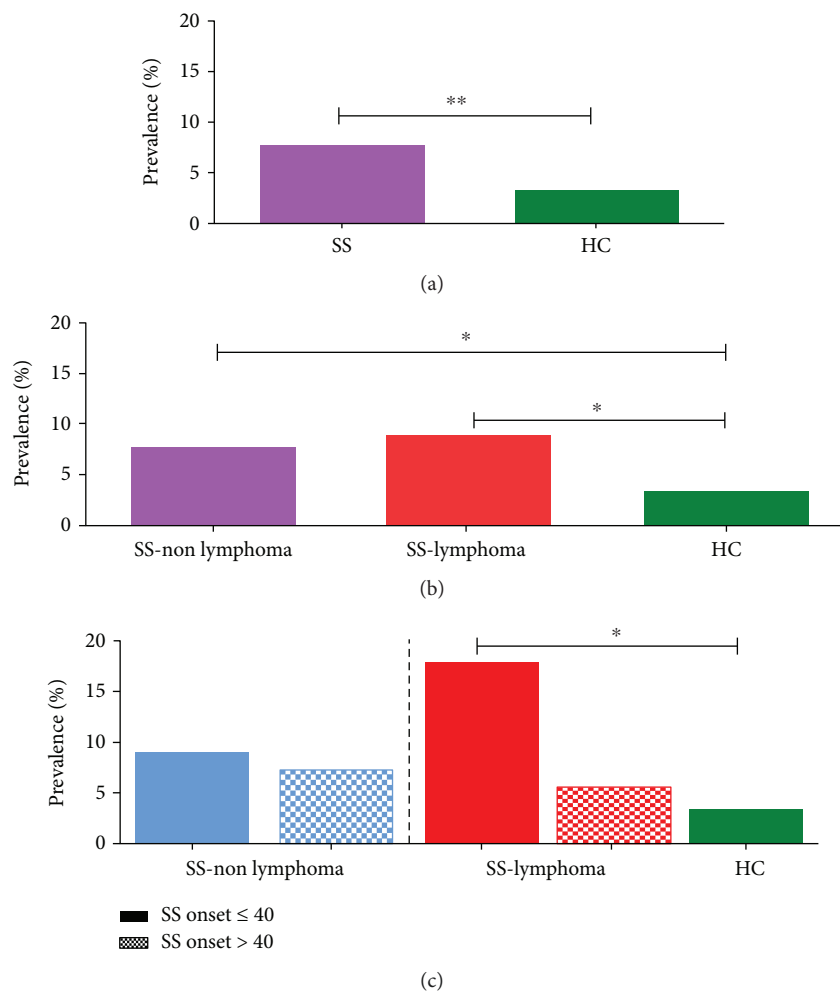 20
15
10
5
0
Prevalence (%)
**
SS
HC
(a)
20
15
10
5
0
Prevalence (%)
*
*
SS-non lymphoma
SS-lymphoma
HC
(b)
20
15
10
5
0
Prevalence (%)
*
SS-non lymphoma
SS-lymphoma
HC
SS onset ≤ 40
SS onset > 40
(c)